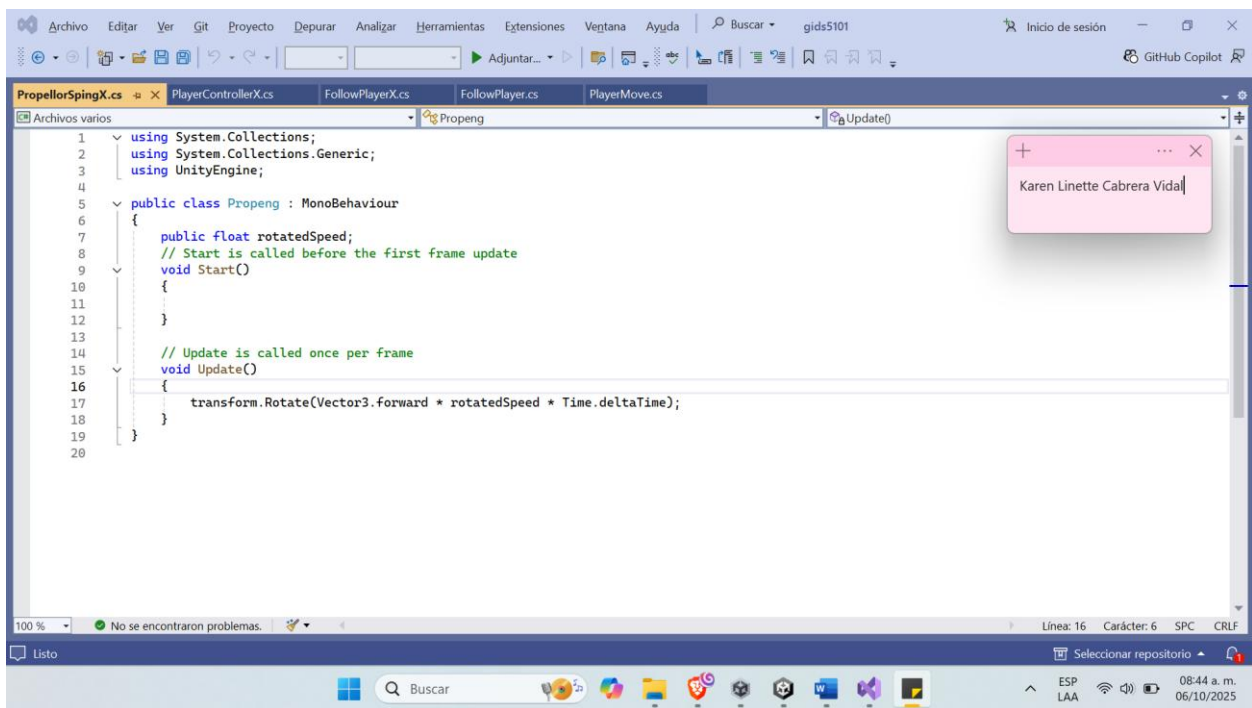 Archivo Editar Ver Git Proyecto Depurar Analizar Herramientas Extensiones Ventana Ayuda Buscar gids5101 Inicio de sesión
Adjuntar... GitHub Copilot
PropellorSpingX.cs PlayerControllerX.cs FollowPlayerX.cs FollowPlayer.cs PlayerMove.cs
Archivos varios Propeng Update()
1 using System.Collections;
2 using System.Collections.Generic;
3 using UnityEngine;
4
5 public class Propeng : MonoBehaviour
6 {
7 public float rotatedSpeed;
8 // Start is called before the first frame update
9 void Start()
10 {
11
12 }
13
14 // Update is called once per frame
15 void Update()
16 {
17 transform.Rotate(Vector3.forward * rotatedSpeed * Time.deltaTime);
18 }
19 }
20
Karen Linette Cabrera Vidal
100 % No se encontraron problemas. Línea: 16 Carácter: 6 SPC CRLF
Listo Seleccionar repositorio 1
Buscar ESP 08:44 a. m.
LAA 06/10/2025